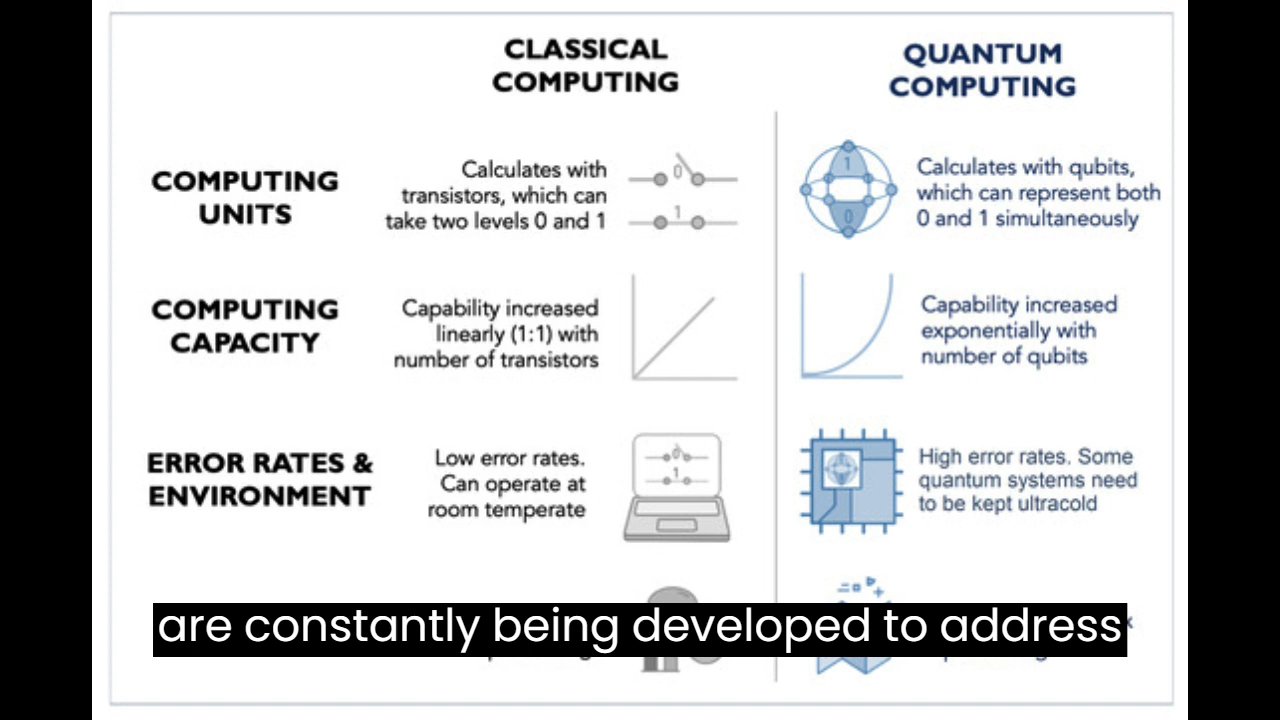 CLASSICAL
COMPUTING
QUANTUM
COMPUTING
COMPUTING
UNITS
Calculates with
transistors, which can
take two levels 0 and 1
0
1
1
0
Calculates with qubits,
which can represent both
0 and 1 simultaneously
COMPUTING
CAPACITY
Capability increased
linearly (1:1) with
number of transistors
Capability increased
exponentially with
number of qubits
ERROR RATES &
ENVIRONMENT
Low error rates.
Can operate at
room temperate
0
1
High error rates. Some
quantum systems need
to be kept ultracold
are constantly being developed to address